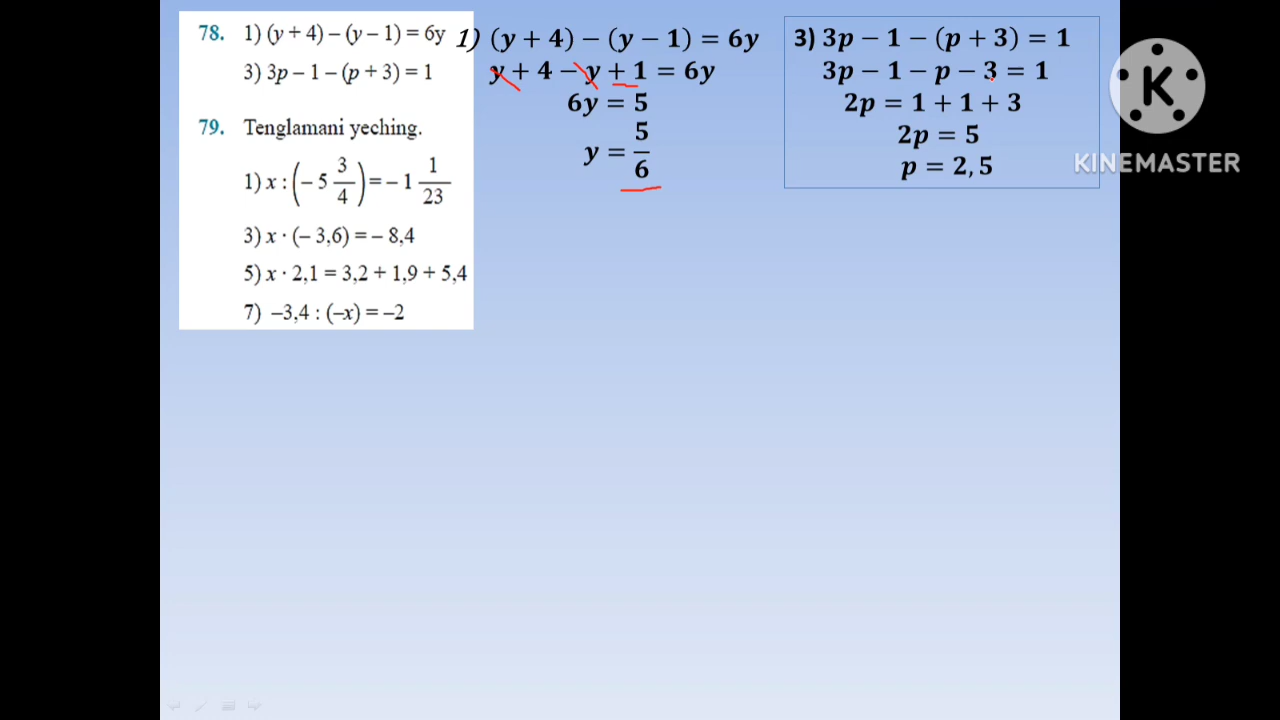 78. 1) (y + 4) – (y – 1) = 6y
3) 3p – 1 – (p + 3) = 1
79. Tenglamani yeching.
1) x : (– 5 3/4) = – 1 1/23
3) x · (– 3,6) = – 8,4
5) x · 2,1 = 3,2 + 1,9 + 5,4
7) –3,4 : (–x) = –2
1) (y + 4) − (y − 1) = 6y
y + 4 − y + 1 = 6y
6y = 5
y = 5/6
3) 3p − 1 − (p + 3) = 1
3p − 1 − p − 3 = 1
2p = 1 + 1 + 3
2p = 5
p = 2,5
K
KINEMASTER